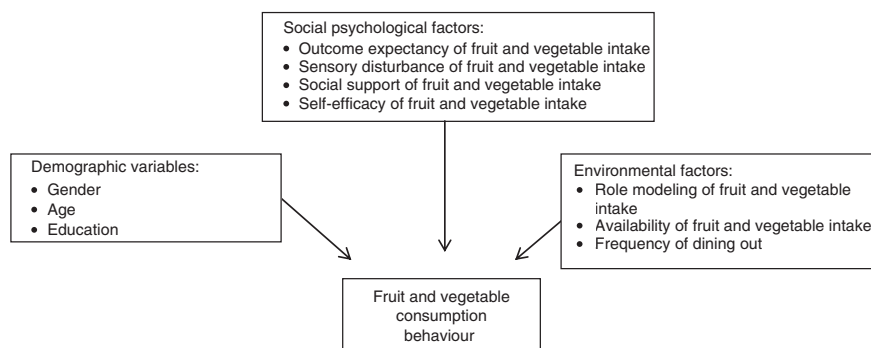 Social psychological factors:
• Outcome expectancy of fruit and vegetable intake
• Sensory disturbance of fruit and vegetable intake
• Social support of fruit and vegetable intake
• Self-efficacy of fruit and vegetable intake
Demographic variables:
• Gender
• Age
• Education
Environmental factors:
• Role modeling of fruit and vegetable
intake
• Availability of fruit and vegetable intake
• Frequency of dining out
Fruit and vegetable
consumption
behaviour